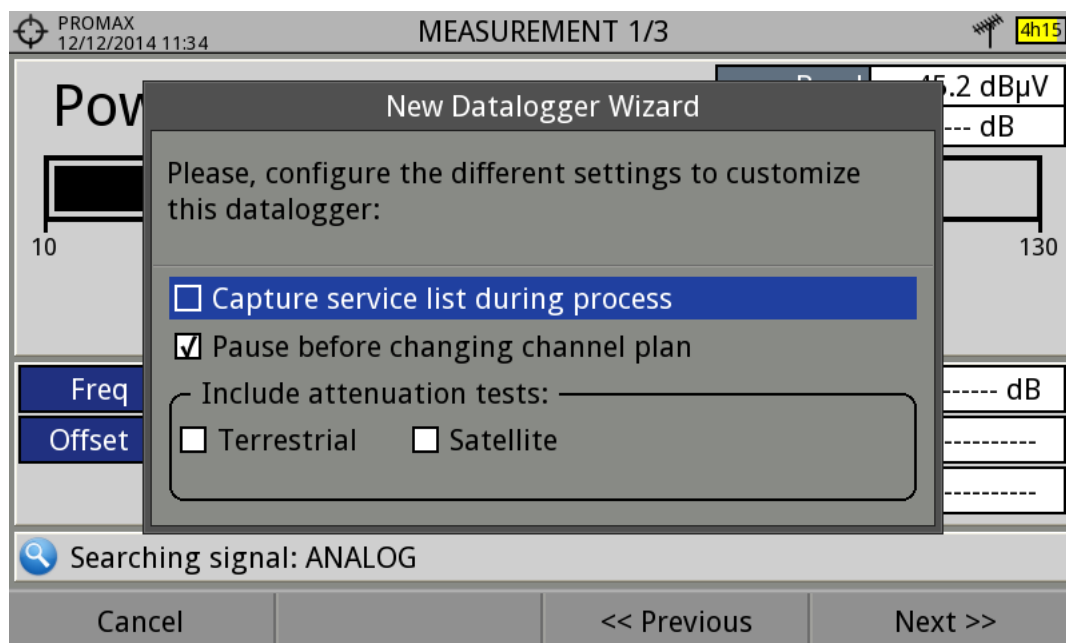 PROMAX
12/12/2014 11:34
MEASUREMENT 1/3
4h15
.2 dBµV
--- dB
10
130
New Datalogger Wizard
Please, configure the different settings to customize
this datalogger:
Capture service list during process
Pause before changing channel plan
Include attenuation tests:
Terrestrial Satellite
Freq
------ dB
Offset
----------
----------
Searching signal: ANALOG
Cancel
<< Previous
Next >>